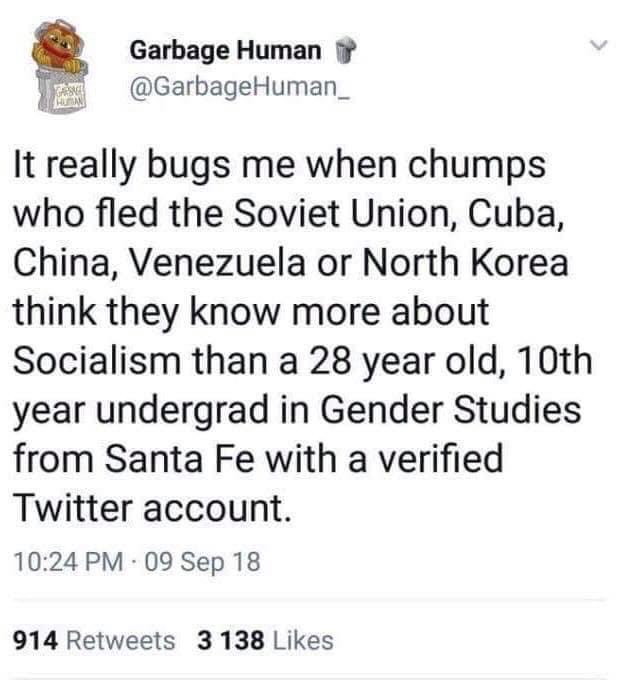 Garbage Human
@GarbageHuman_
GARBAGE
HUMAN
It really bugs me when chumps
who fled the Soviet Union, Cuba,
China, Venezuela or North Korea
think they know more about
Socialism than a 28 year old, 10th
year undergrad in Gender Studies
from Santa Fe with a verified
Twitter account.
10:24 PM · 09 Sep 18
914 Retweets 3 138 Likes